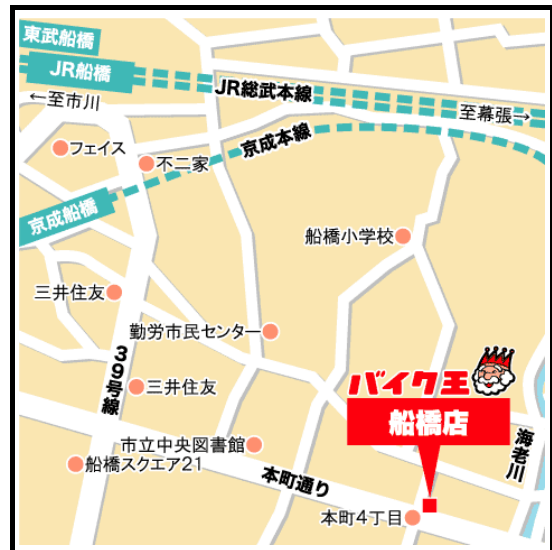 東武船橋
JR船橋
JR総武本線
←至市川
至幕張→
フェイス
不二家
京成本線
京成船橋
船橋小学校
三井住友
勤労市民センター
39号線
三井住友
バイク王
船橋店
市立中央図書館
船橋スクエア21
本町通り
海老川
本町4丁目